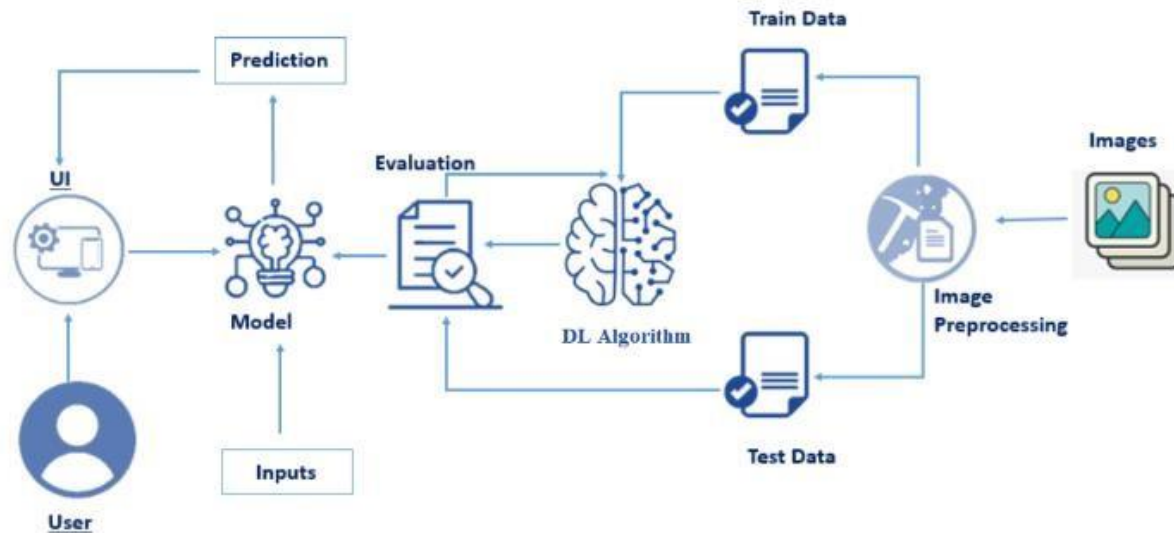 Train Data
Prediction
Images
Evaluation
UI
Model
DL Algorithm
Image
Preprocessing
Inputs
Test Data
User